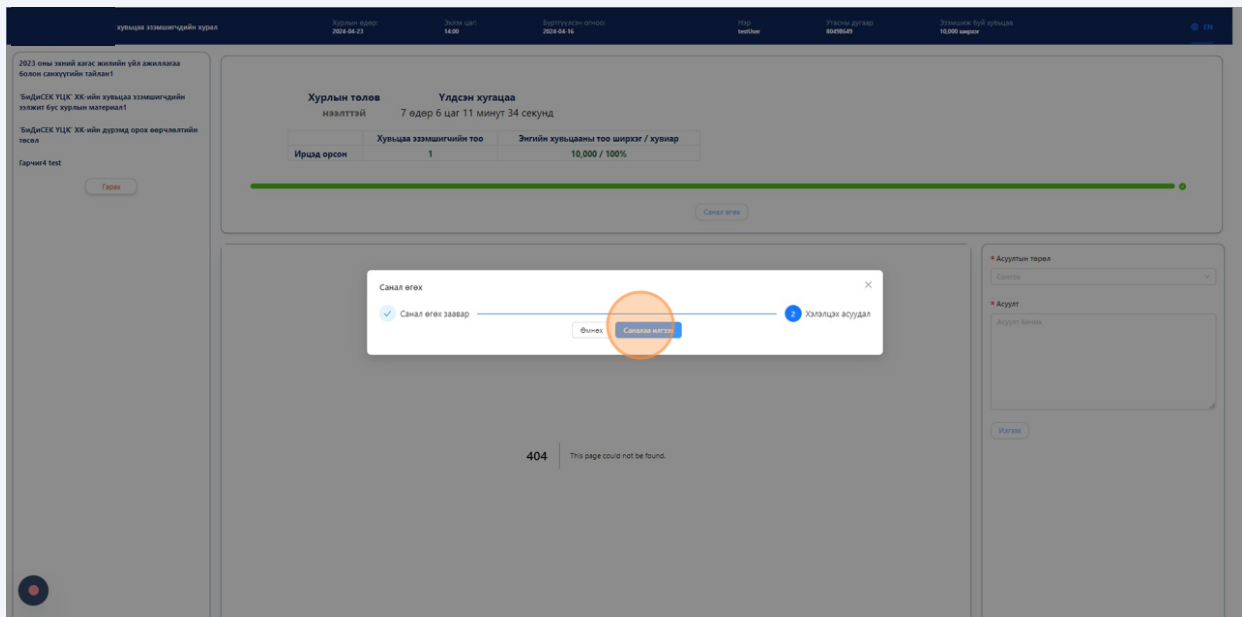 хувьцаа эзэмшигчдийн хурал
Хурлын өдөр:
2024-04-23
Эхлэх цаг:
14:00
Бүртгүүлсэн огноо:
2024-04-16
Нэр
testUser
Утасны дугаар
80498649
Эзэмшиж буй хувьцаа
10,000 ширхэг
EN
2023 оны эхний хагас жилийн үйл ажиллагаа
болон санхүүгийн тайлан1
'БиДиСЕК ҮЦК' ХК-ийн хувьцаа эзэмшигчдийн
ээлжит бус хурлын материал1
'БиДиСЕК ҮЦК' ХК-ийн дүрэмд орох өөрчлөлтийн
төсөл
Гарчиг4 test
Гарах
Хурлын төлөв
нээлттэй
Үлдсэн хугацаа
7 өдөр 6 цаг 11 минут 34 секунд
Хувьцаа эзэмшигчийн тоо
Энгийн хувьцааны тоо ширхэг / хувиар
Ирцэд орсон
1
10,000 / 100%
Санал өгөх
Санал өгөх
Санал өгөх заавар
2 Хэлэлцэх асуудал
Өмнөх
Саналаа илгээх
404
This page could not be found.
* Асуултын төрөл
Сонгох
* Асуулт
Асуулт бичих
Илгээх